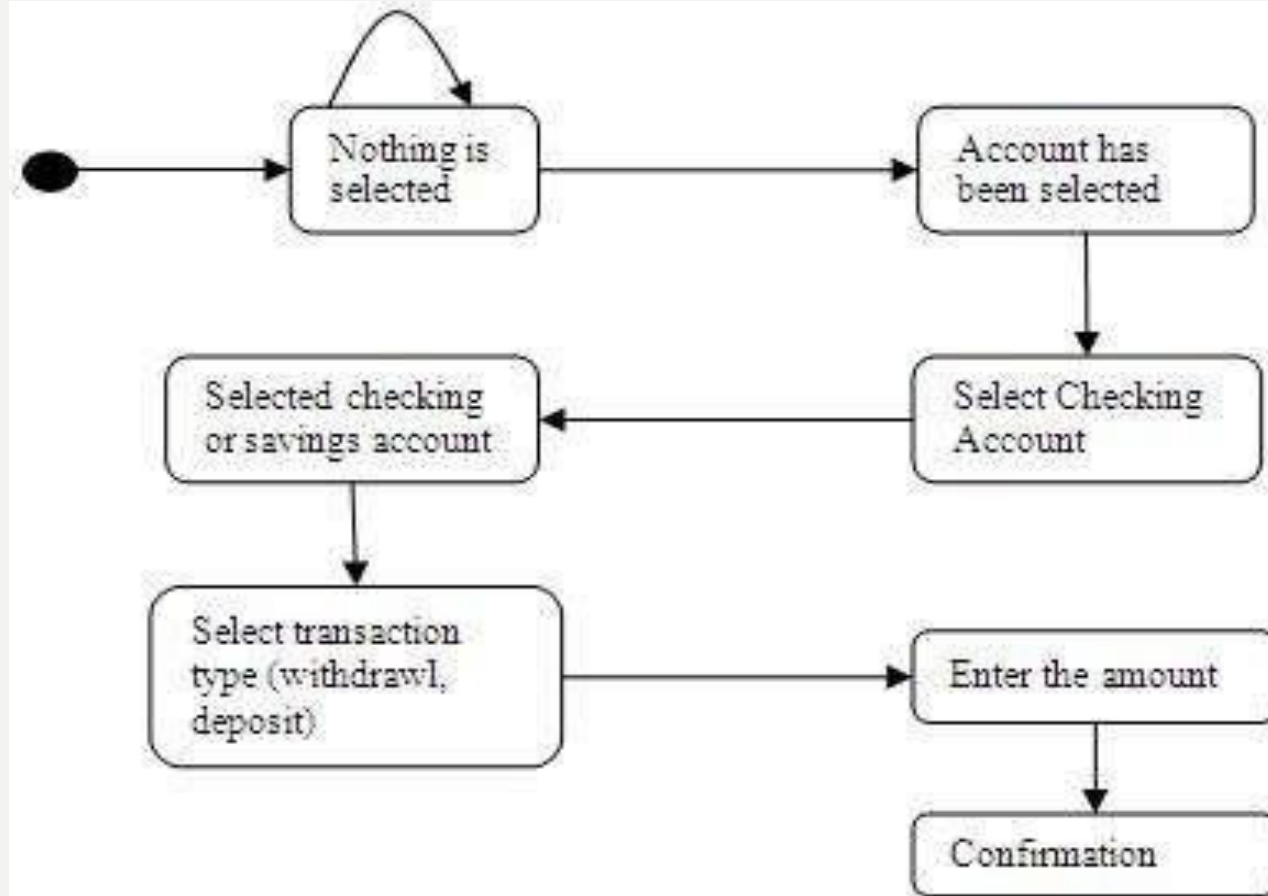 Nothing is
selected
Account has
been selected
Select Checking
Account
Selected checking
or savings account
Select transaction
type (withdrawl,
deposit)
Enter the amount
Confirmation